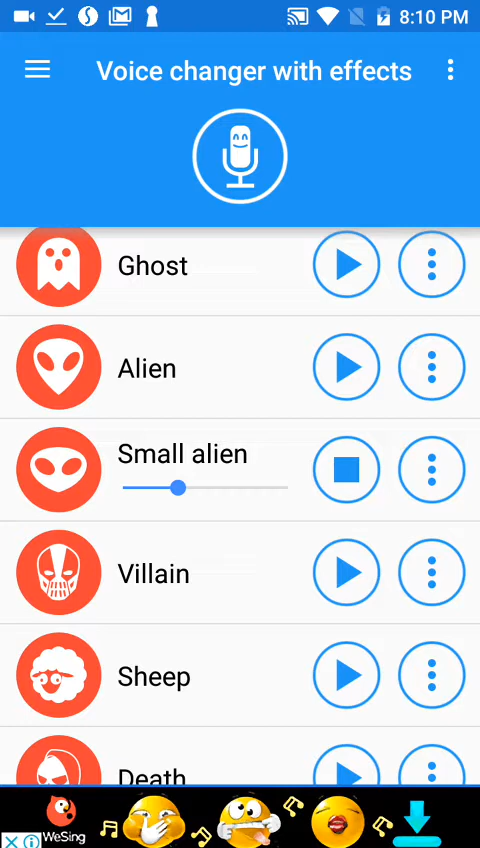 8:10 PM
Voice changer with effects
Ghost
Alien
Small alien
Villain
Sheep
Death
WeSing